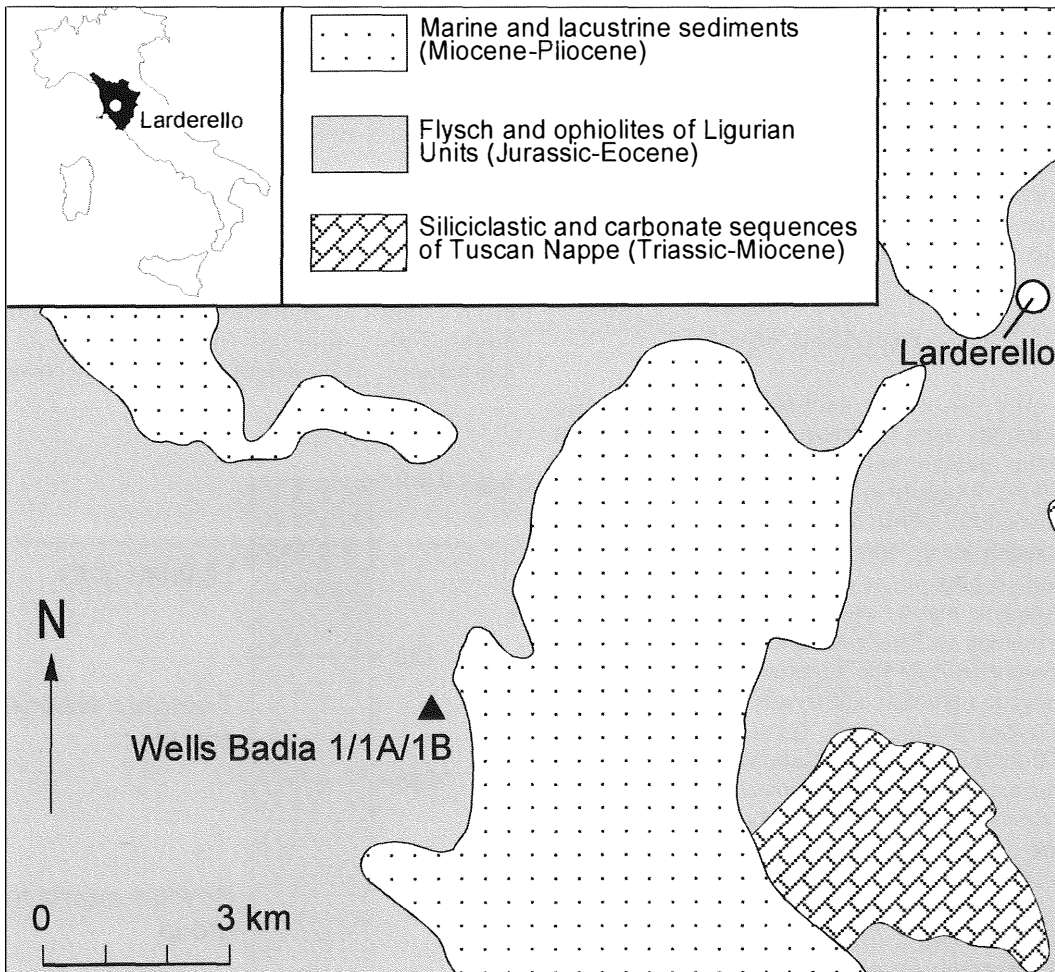 Larderello
Marine and lacustrine sediments
(Miocene-Pliocene)
Flysch and ophiolites of Ligurian
Units (Jurassic-Eocene)
Siliciclastic and carbonate sequences
of Tuscan Nappe (Triassic-Miocene)
Larderello
N
Wells Badia 1/1A/1B
0 3 km